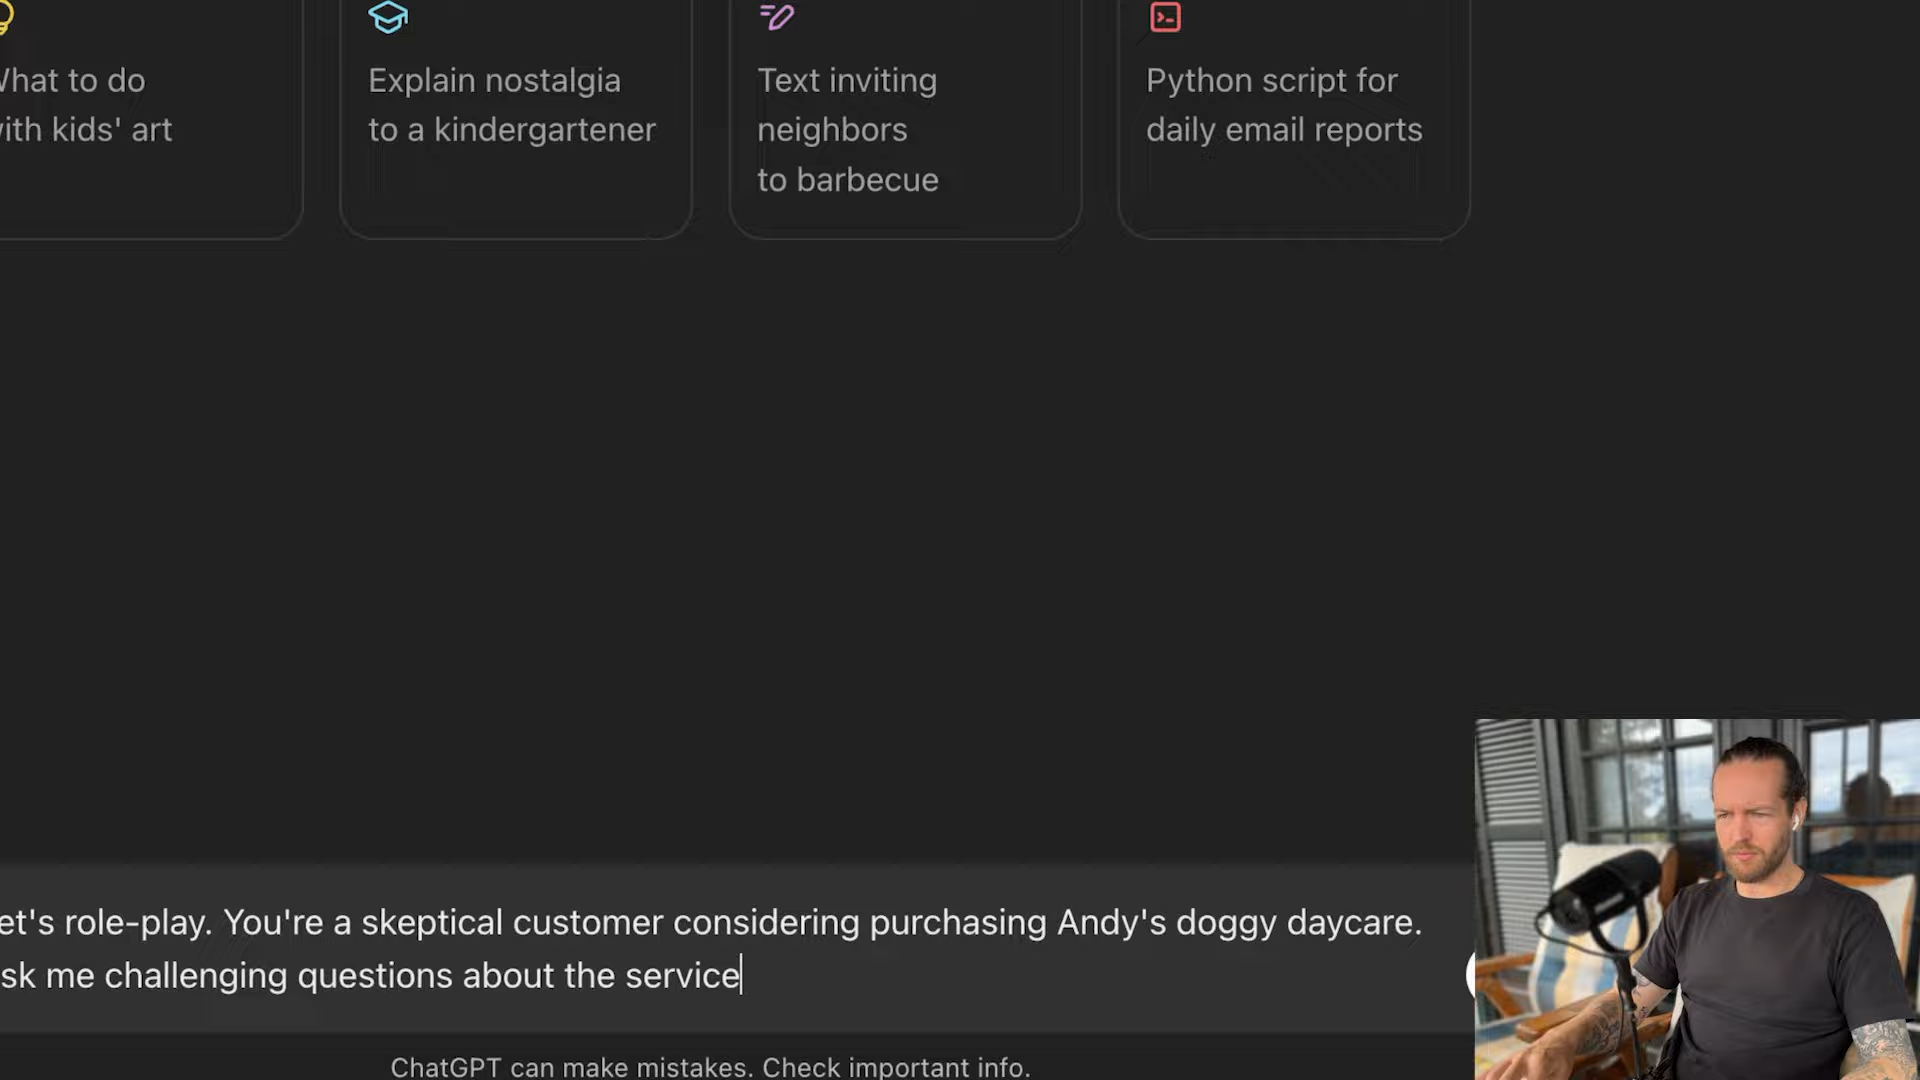 What to do
with kids' art
Explain nostalgia
to a kindergartener
Text inviting
neighbors
to barbecue
Python script for
daily email reports
et's role-play. You're a skeptical customer considering purchasing Andy's doggy daycare.
sk me challenging questions about the service
ChatGPT can make mistakes. Check important info.